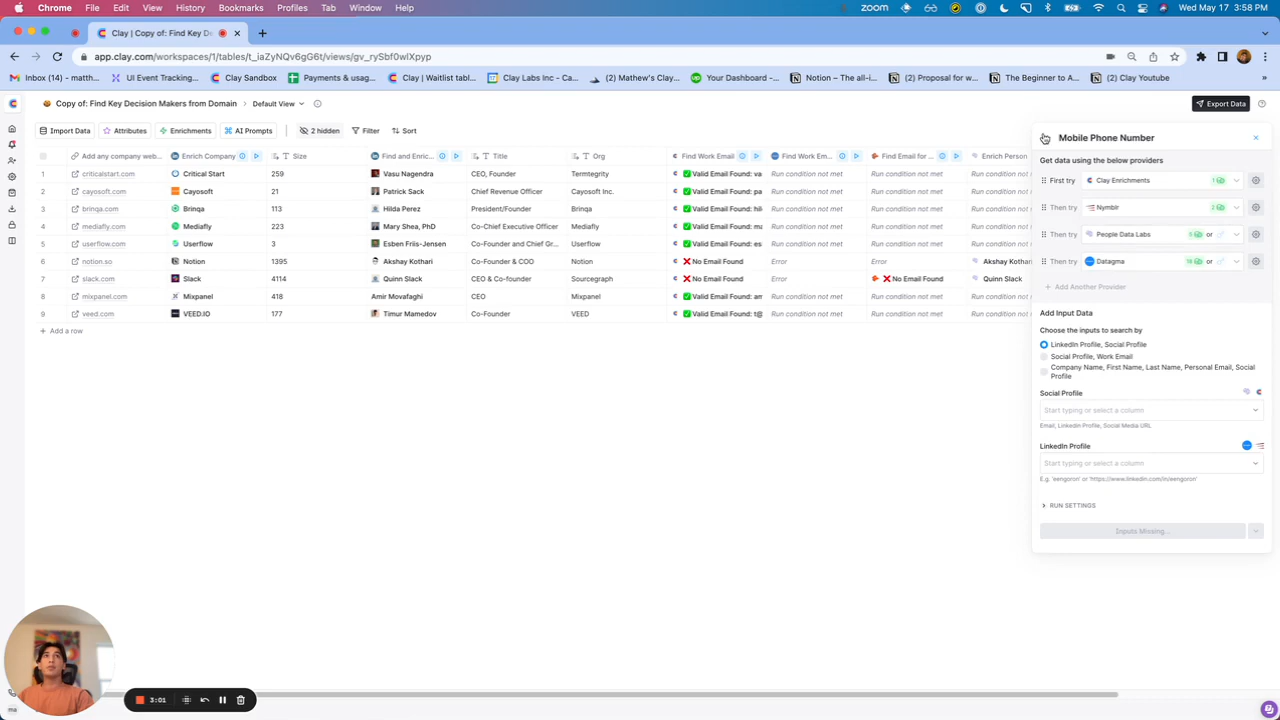 Chrome File Edit View History Bookmarks Profiles Tab Window Help
ZOOM Wed May 17 3:58 PM
Clay | Copy of: Find Key De
app.clay.com/workspaces/1/tables/t_iaZyNQv6gG6t/views/gv_rySbf0wlXpyp
Inbox (14) - matth... UI Event Tracking... Clay Sandbox Payments & usag... Clay | Waitlist tabl... Clay Labs Inc - Ca... (2) Mathew's Clay... Your Dashboard -... Notion – The all-i... (2) Proposal for w... The Beginner to A... (2) Clay Youtube »
Copy of: Find Key Decision Makers from Domain > Default View
Export Data
Import Data Attributes Enrichments AI Prompts 2 hidden Filter Sort
Add any company web... Enrich Company Size Find and Enric... Title Org Find Work Email Find Work Em... Find Email for ... Enrich Person
1 criticalstart.com Critical Start 259 Vasu Nagendra CEO, Founder Termtegrity Valid Email Found: va Run condition not met Run condition not met Run condition
2 cayosoft.com Cayosoft 21 Patrick Sack Chief Revenue Officer Cayosoft Inc. Valid Email Found: pa Run condition not met Run condition not met Run condition
3 brinqa.com Brinqa 113 Hilda Perez President/Founder Brinqa Valid Email Found: hil Run condition not met Run condition not met Run condition
4 mediafly.com Mediafly 223 Mary Shea, PhD Co-Chief Executive Officer Mediafly Valid Email Found: m Run condition not met Run condition not met Run condition
5 userflow.com Userflow 3 Esben Friis-Jensen Co-Founder and Chief Gr... Userflow Valid Email Found: es Run condition not met Run condition not met Run condition
6 notion.so Notion 1395 Akshay Kothari Co-Founder & COO Notion No Email Found Error Error Akshay Kothari
7 slack.com Slack 4114 Quinn Slack CEO & Co-founder Sourcegraph No Email Found Run condition not met No Email Found Quinn Slack
8 mixpanel.com Mixpanel 418 Amir Movafaghi CEO Mixpanel Valid Email Found: am Run condition not met Run condition not met Run condition
9 veed.com VEED.IO 177 Timur Mamedov Co-Founder VEED Valid Email Found: t@ Run condition not met Run condition not met Run condition
+ Add a row
Mobile Phone Number
Get data using the below providers
First try Clay Enrichments 1
Then try Nymblr 2
Then try People Data Labs or
Then try Datagma or
+ Add Another Provider
Add Input Data
Choose the inputs to search by
LinkedIn Profile, Social Profile
Social Profile, Work Email
Company Name, First Name, Last Name, Personal Email, Social
Profile
Social Profile
Start typing or select a column
Email, Linkedin Profile, Social Media URL
LinkedIn Profile
Start typing or select a column
E.g. 'eengoron' or 'https://www.linkedin.com/in/eengoron'
RUN SETTINGS
Inputs Missing...
3:01